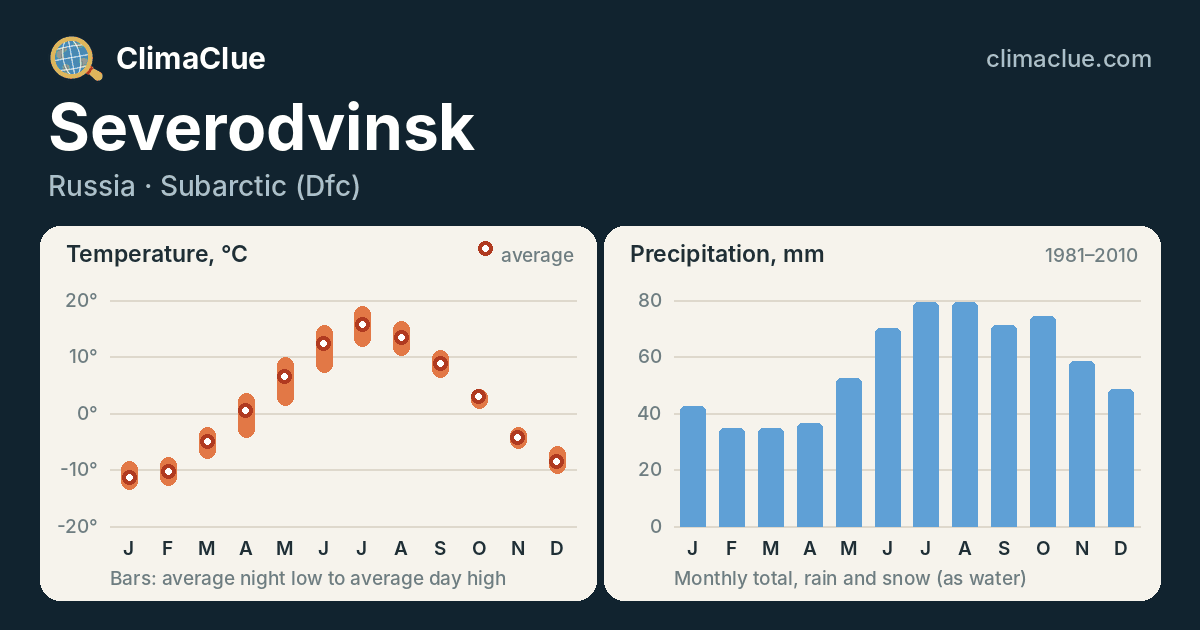 ClimaClue
climaclue.com
Severodvinsk
Russia · Subarctic (Dfc)
Temperature, °C
average
20°
10°
0°
-10°
-20°
J F M A M J J A S O N D
Bars: average night low to average day high
Precipitation, mm
1981–2010
80
60
40
20
0
J F M A M J J A S O N D
Monthly total, rain and snow (as water)